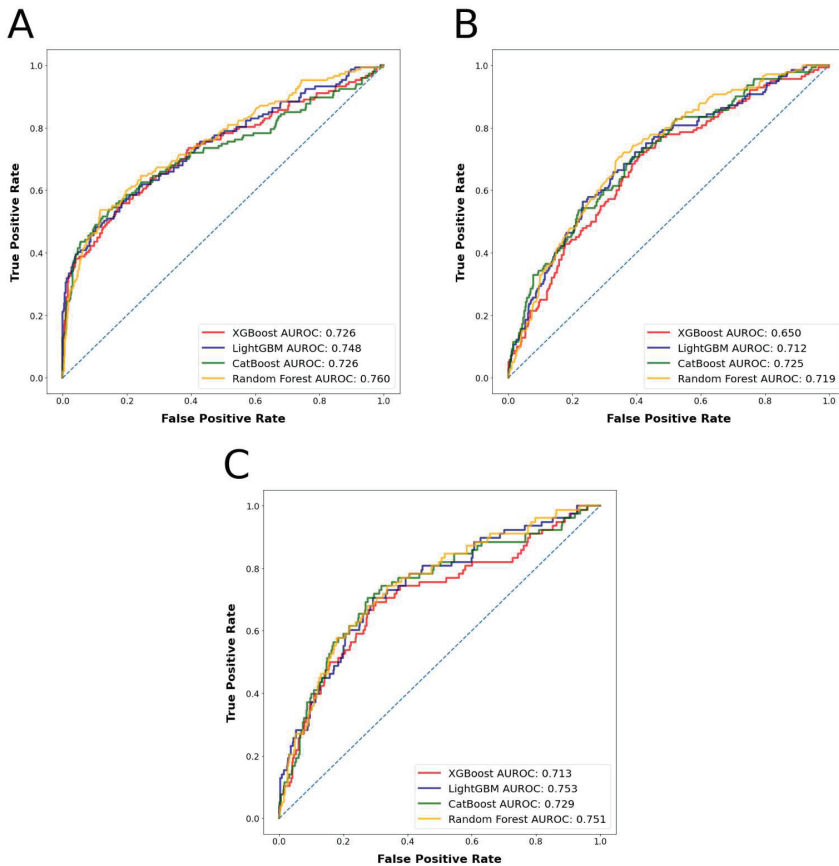 A
True Positive Rate
1.0
0.8
0.6
0.4
0.2
0.0
XGBoost AUROC: 0.726
LightGBM AUROC: 0.748
CatBoost AUROC: 0.726
Random Forest AUROC: 0.760
0.0 0.2 0.4 0.6 0.8 1.0
False Positive Rate
B
True Positive Rate
1.0
0.8
0.6
0.4
0.2
0.0
XGBoost AUROC: 0.650
LightGBM AUROC: 0.712
CatBoost AUROC: 0.725
Random Forest AUROC: 0.719
0.0 0.2 0.4 0.6 0.8 1.0
False Positive Rate
C
True Positive Rate
1.0
0.8
0.6
0.4
0.2
0.0
XGBoost AUROC: 0.713
LightGBM AUROC: 0.753
CatBoost AUROC: 0.729
Random Forest AUROC: 0.751
0.0 0.2 0.4 0.6 0.8 1.0
False Positive Rate